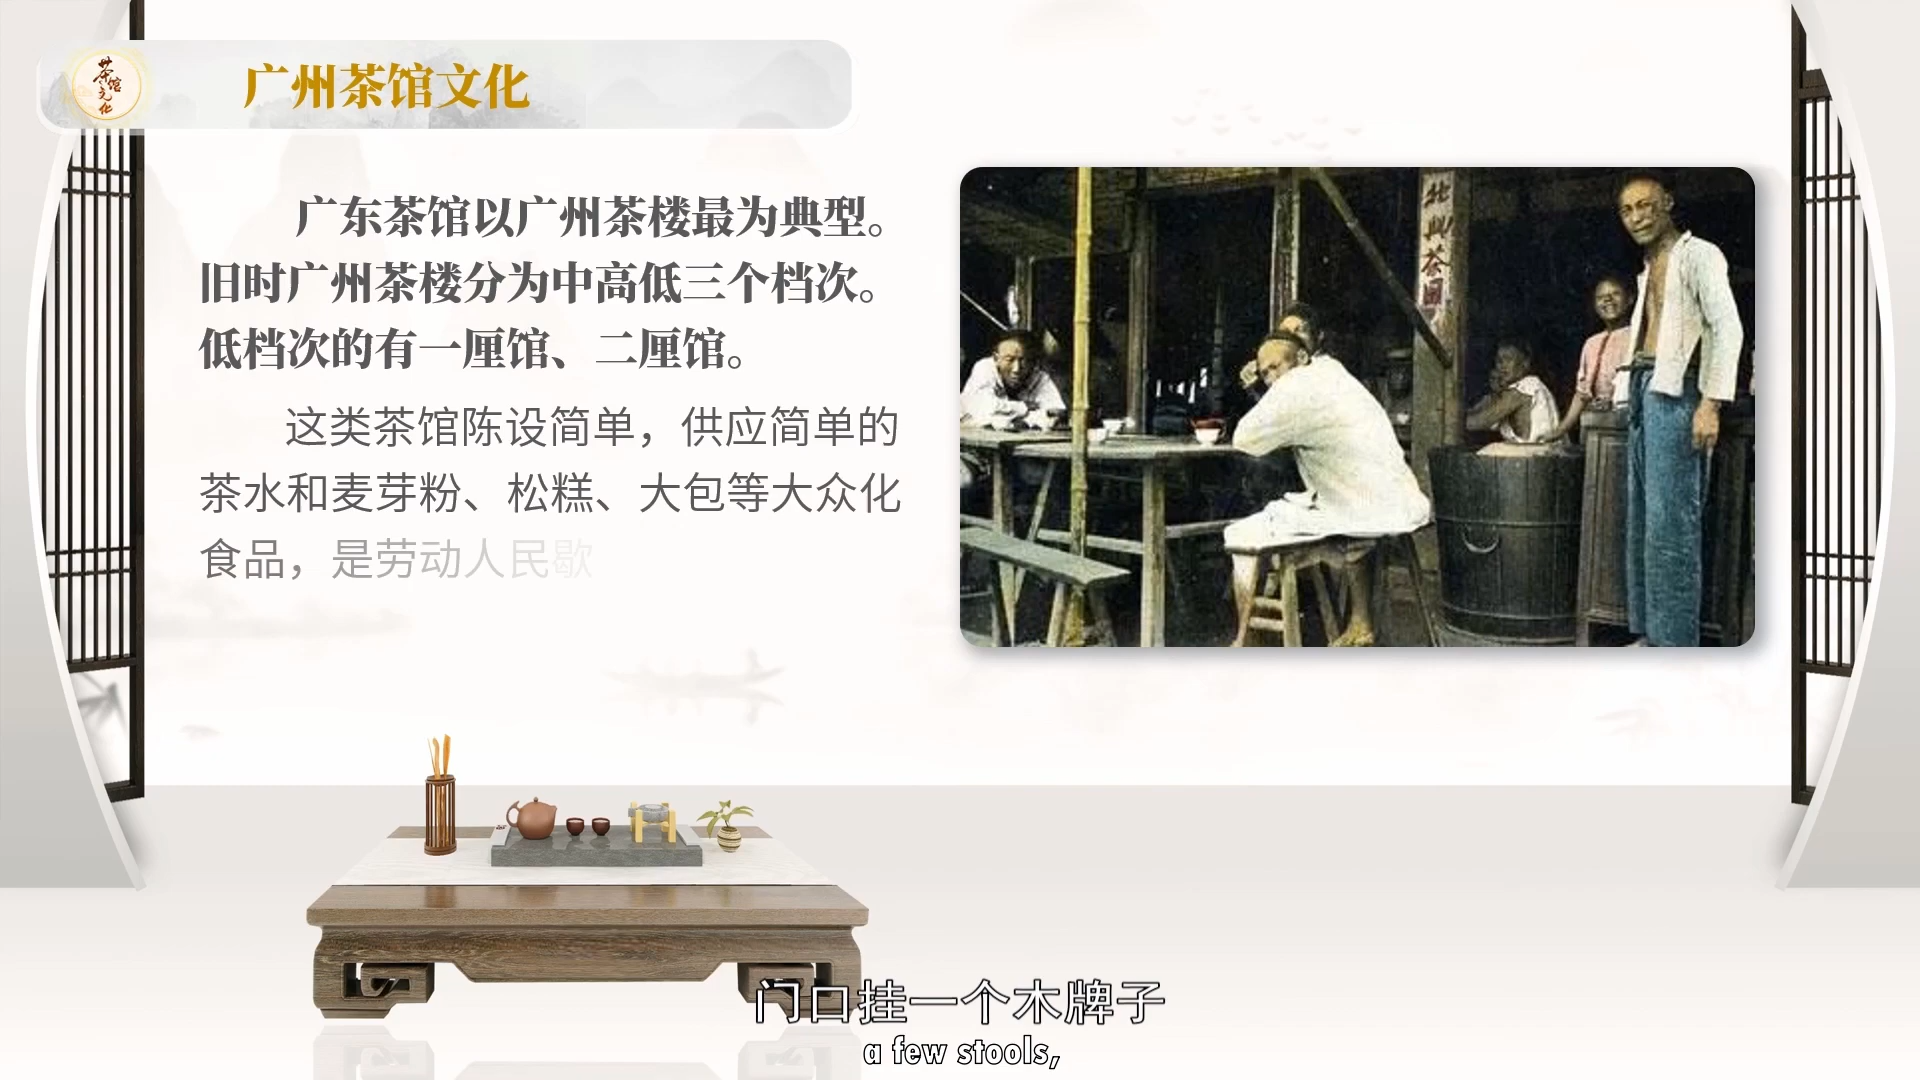 茶馆文化
广州茶馆文化
广东茶馆以广州茶楼最为典型。
旧时广州茶楼分为中高低三个档次。
低档次的有一厘馆、二厘馆。
这类茶馆陈设简单，供应简单的
茶水和麦芽粉、松糕、大包等大众化
食品，是劳动人民歇
门口挂一个木牌子
a few stools,